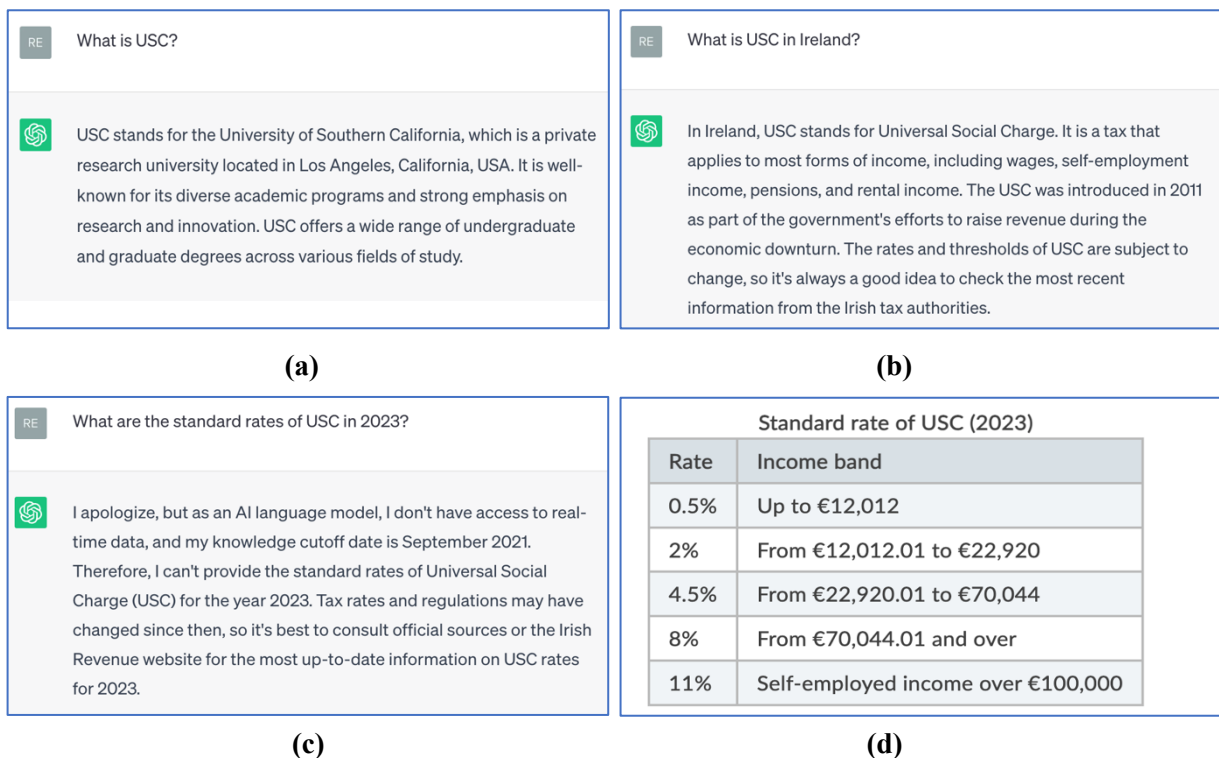 RE What is USC?
USC stands for the University of Southern California, which is a private
research university located in Los Angeles, California, USA. It is well-
known for its diverse academic programs and strong emphasis on
research and innovation. USC offers a wide range of undergraduate
and graduate degrees across various fields of study.
(a)
RE What is USC in Ireland?
In Ireland, USC stands for Universal Social Charge. It is a tax that
applies to most forms of income, including wages, self-employment
income, pensions, and rental income. The USC was introduced in 2011
as part of the government's efforts to raise revenue during the
economic downturn. The rates and thresholds of USC are subject to
change, so it's always a good idea to check the most recent
information from the Irish tax authorities.
(b)
RE What are the standard rates of USC in 2023?
I apologize, but as an AI language model, I don't have access to real-
time data, and my knowledge cutoff date is September 2021.
Therefore, I can't provide the standard rates of Universal Social
Charge (USC) for the year 2023. Tax rates and regulations may have
changed since then, so it's best to consult official sources or the Irish
Revenue website for the most up-to-date information on USC rates
for 2023.
(c)
Standard rate of USC (2023)
Rate Income band
0.5% Up to €12,012
2% From €12,012.01 to €22,920
4.5% From €22,920.01 to €70,044
8% From €70,044.01 and over
11% Self-employed income over €100,000
(d)